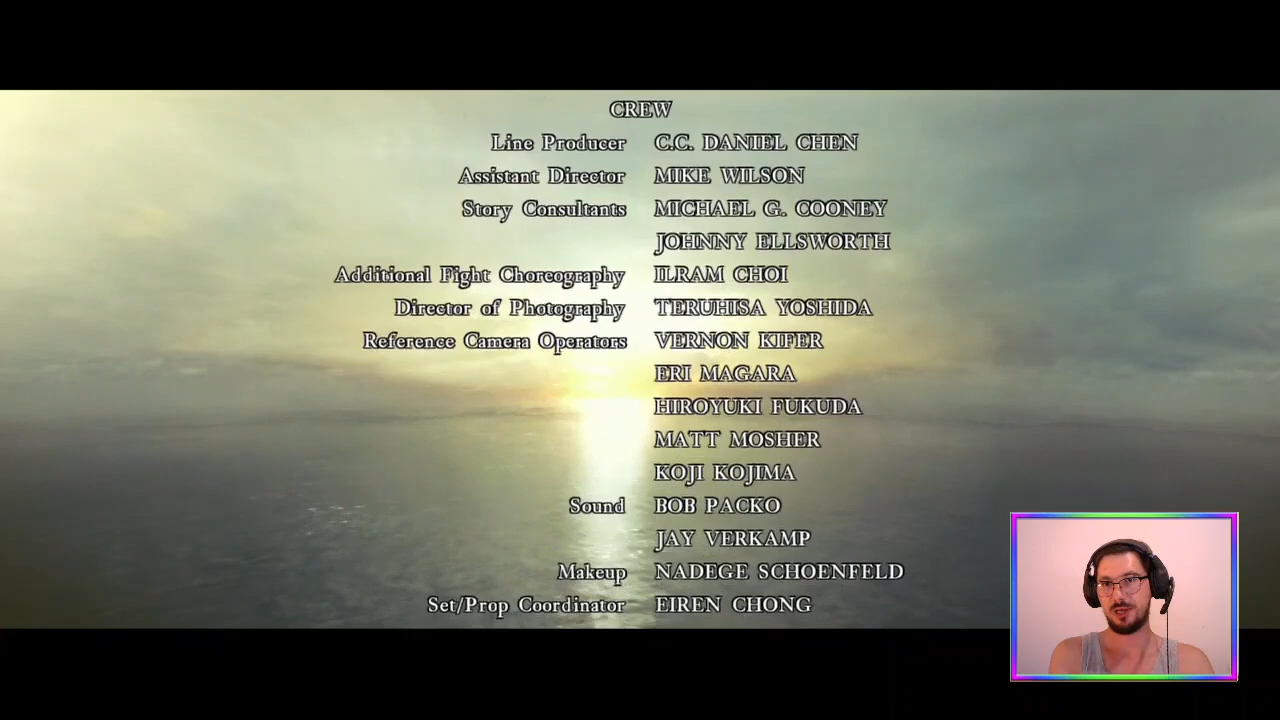 CREW
Line Producer C.C. DANIEL CHEN
Assistant Director MIKE WILSON
Story Consultants MICHAEL G. COONEY
JOHNNY ELLSWORTH
Additional Fight Choreography ILRAM CHOI
Director of Photography TERUHISA YOSHIDA
Reference Camera Operators VERNON KIFER
ERI MAGARA
HIROYUKI FUKUDA
MATT MOSHER
KOJI KOJIMA
Sound BOB PACKO
JAY VERKAMP
Makeup NADEGE SCHOENFELD
Set/Prop Coordinator EIREN CHONG